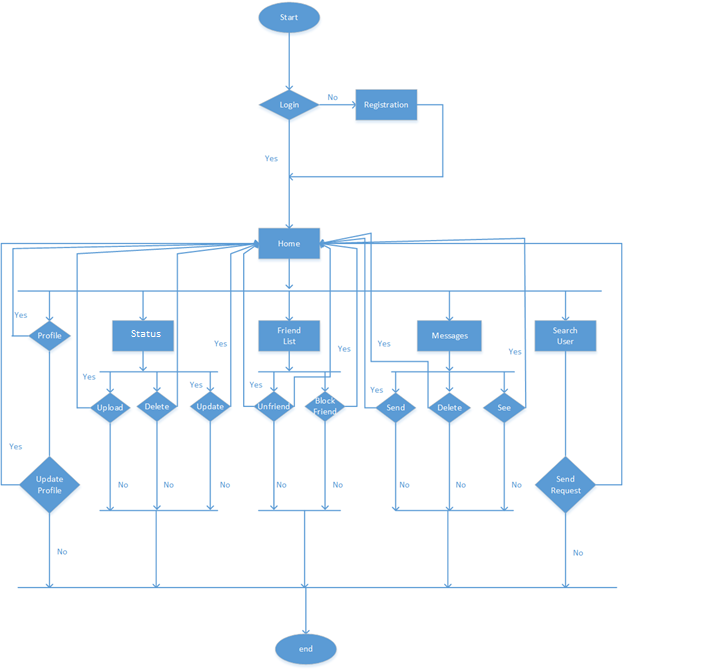 Start
Login
No
Registration
Yes
Home
Yes
Profile
Status
Friend
List
Messages
Search
User
Yes
Yes
Yes
Yes
Yes
Yes
Yes
Yes
Upload
Delete
Update
Unfriend
Block
Friend
Send
Delete
See
Yes
Update
Profile
No
No
No
No
No
No
No
No
Send
Request
No
No
end